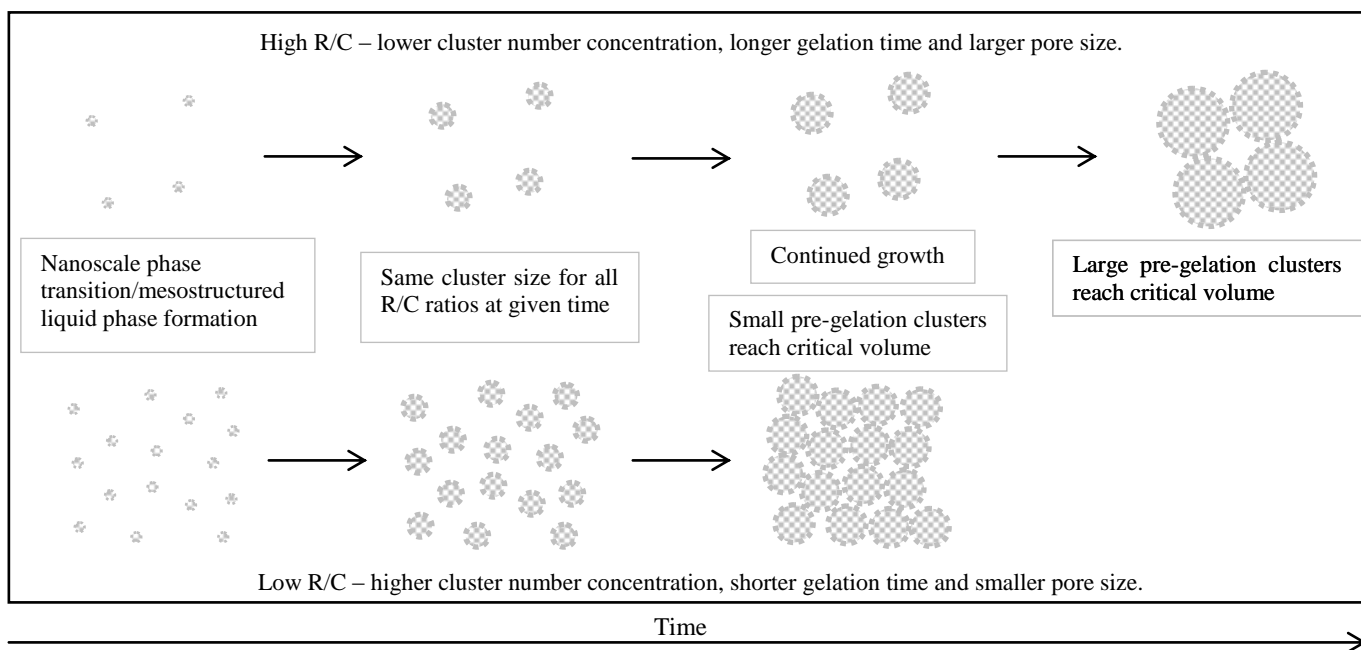 High R/C – lower cluster number concentration, longer gelation time and larger pore size.
Nanoscale phase
transition/mesostructured
liquid phase formation
Same cluster size for all
R/C ratios at given time
Continued growth
Small pre-gelation clusters
reach critical volume
Large pre-gelation clusters
reach critical volume
Low R/C – higher cluster number concentration, shorter gelation time and smaller pore size.
Time